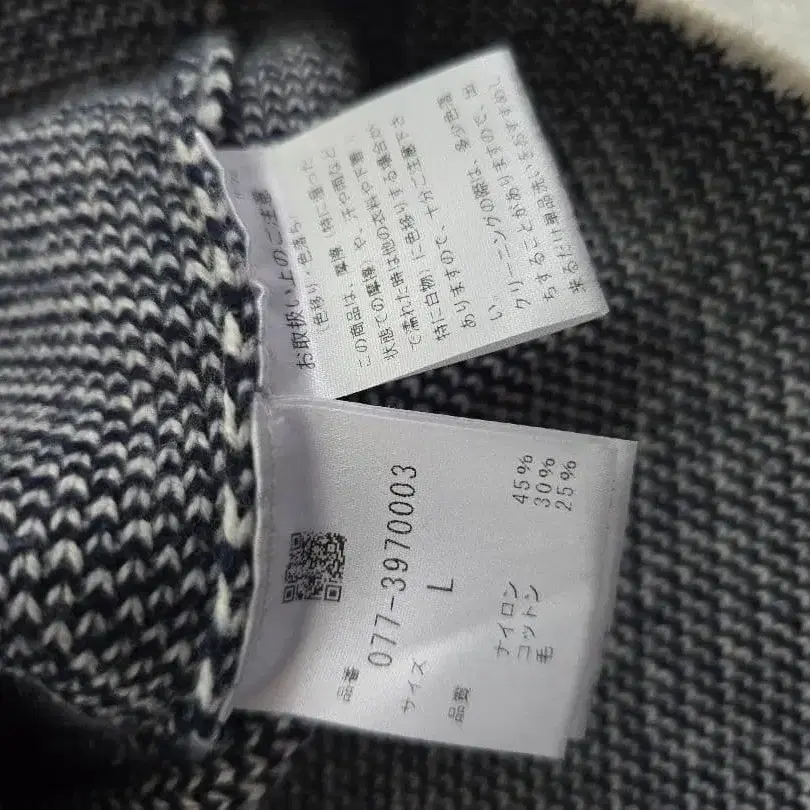 お取扱い上のご注意
(色移り、色落ち)
この商品は、摩擦 (特に湿った
状態での摩擦) や、汗や雨など
で濡れた時は他の衣料や下着(
特に白物) に色移りする場合が
ありますので、十分ご注意下さ
い。
クリーニングの際は、多少色落
ちすることがありますので、出
来るだけ単品洗いをおすすめし
品番
077-3970003
サイズ L
品質
ナイロン 45%
コットン 30%
毛 25%